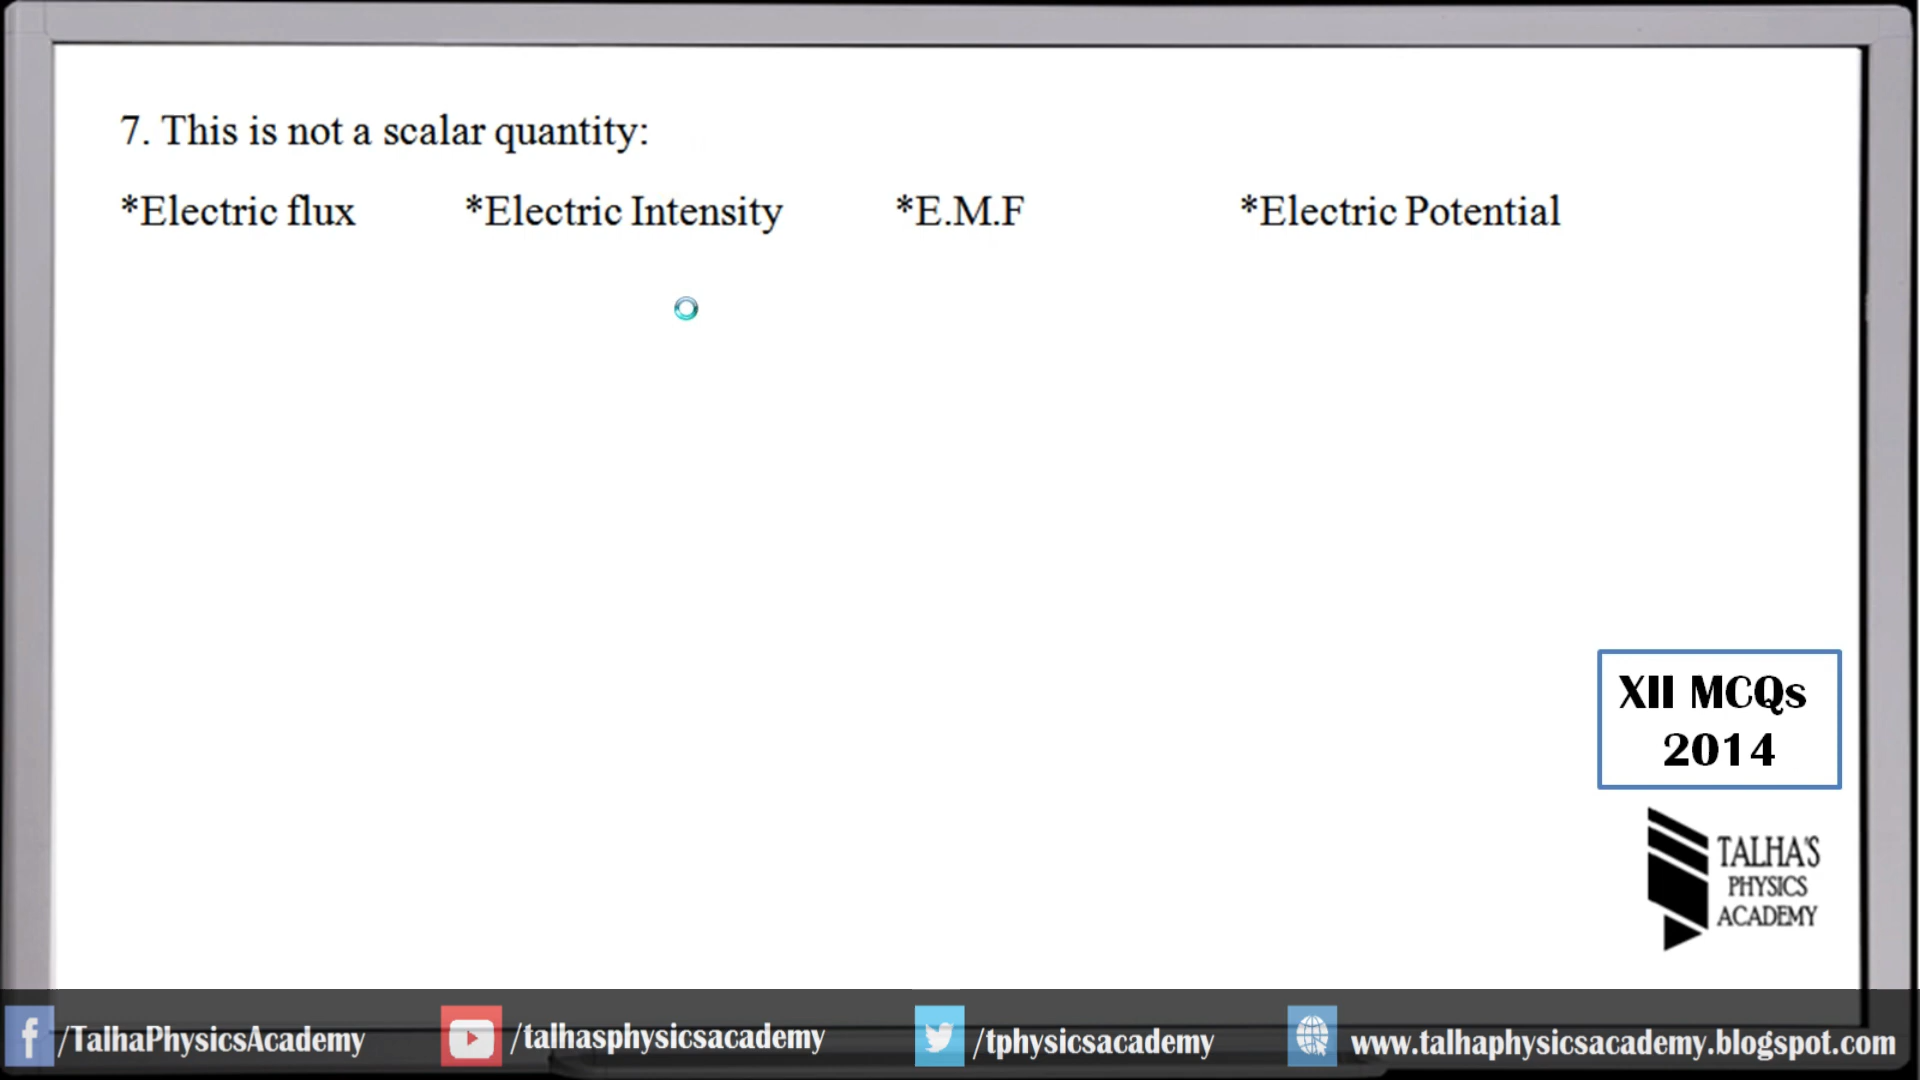 7. This is not a scalar quantity:
*Electric flux *Electric Intensity *E.M.F *Electric Potential
XII MCQs
2014
TALHA'S
PHYSICS
ACADEMY
/TalhaPhysicsAcademy /talhasphysicsacademy /tphysicsacademy www.talhaphysicsacademy.blogspot.com